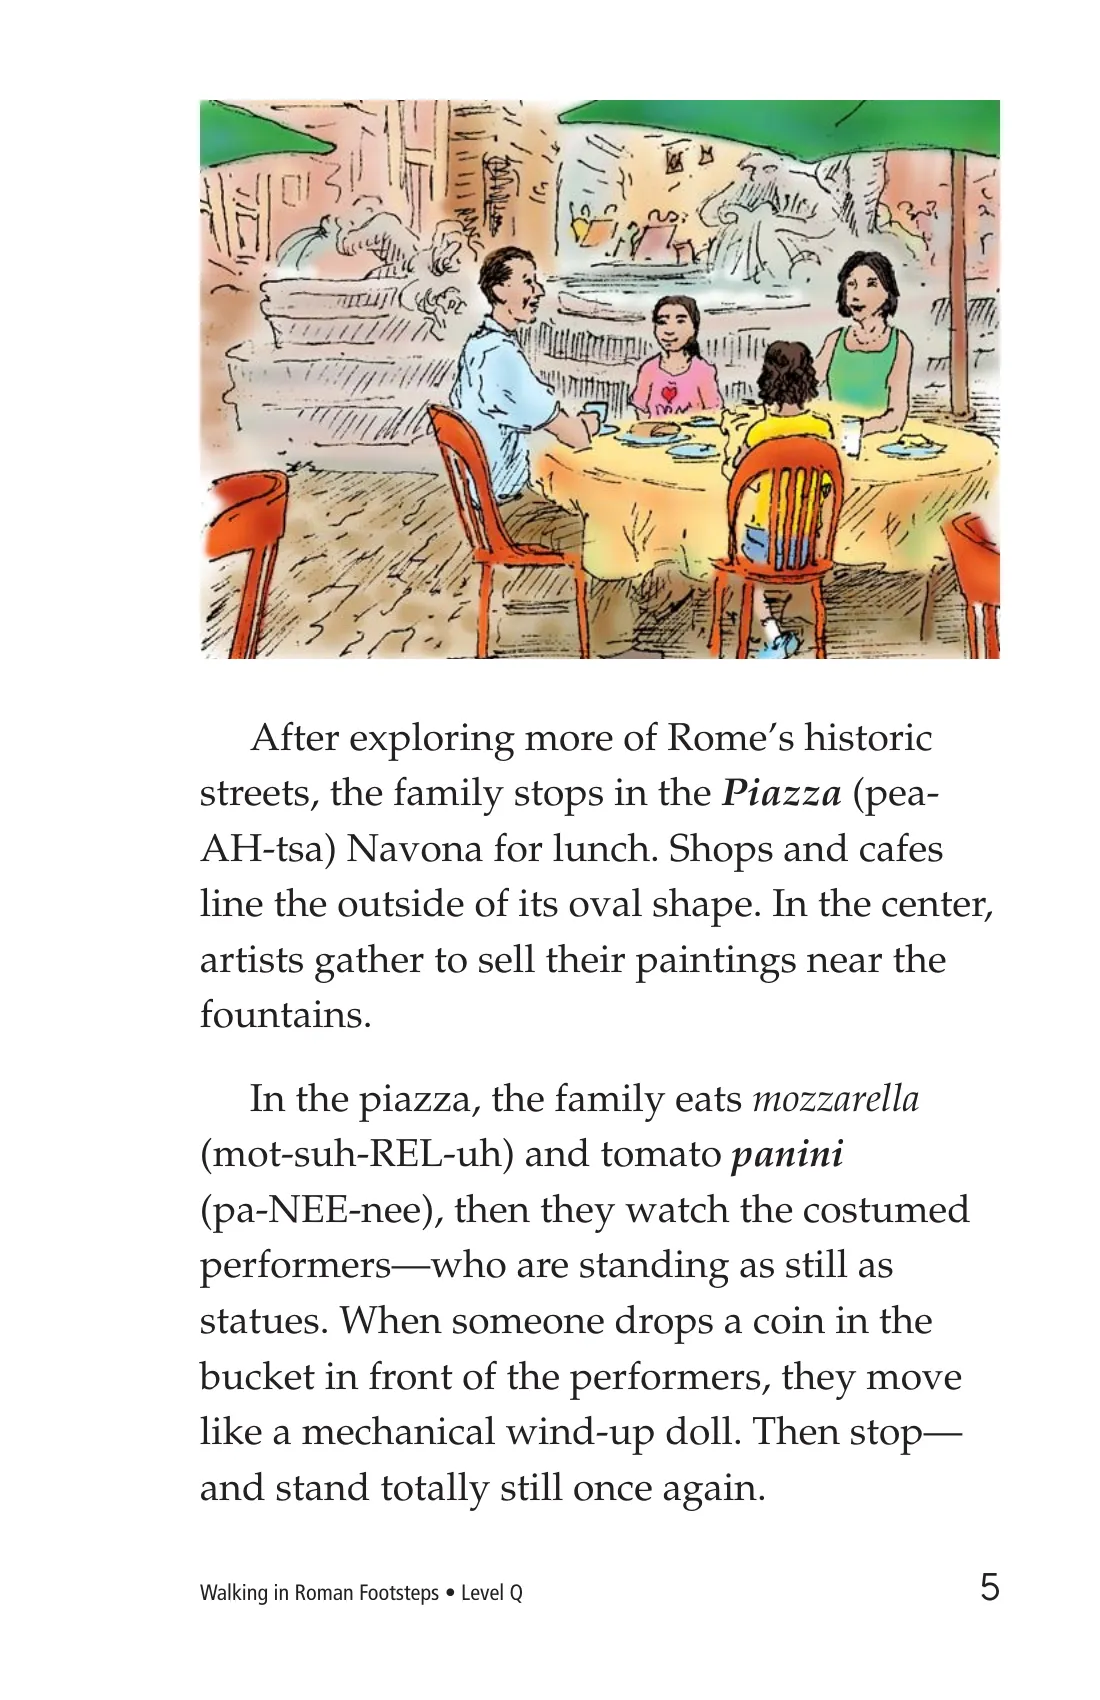 After exploring more of Rome’s historic
streets, the family stops in the Piazza (pea-
AH-tsa) Navona for lunch. Shops and cafes
line the outside of its oval shape. In the center,
artists gather to sell their paintings near the
fountains.
In the piazza, the family eats mozzarella
(mot-suh-REL-uh) and tomato panini
(pa-NEE-nee), then they watch the costumed
performers—who are standing as still as
statues. When someone drops a coin in the
bucket in front of the performers, they move
like a mechanical wind-up doll. Then stop—
and stand totally still once again.
Walking in Roman Footsteps • Level Q 5